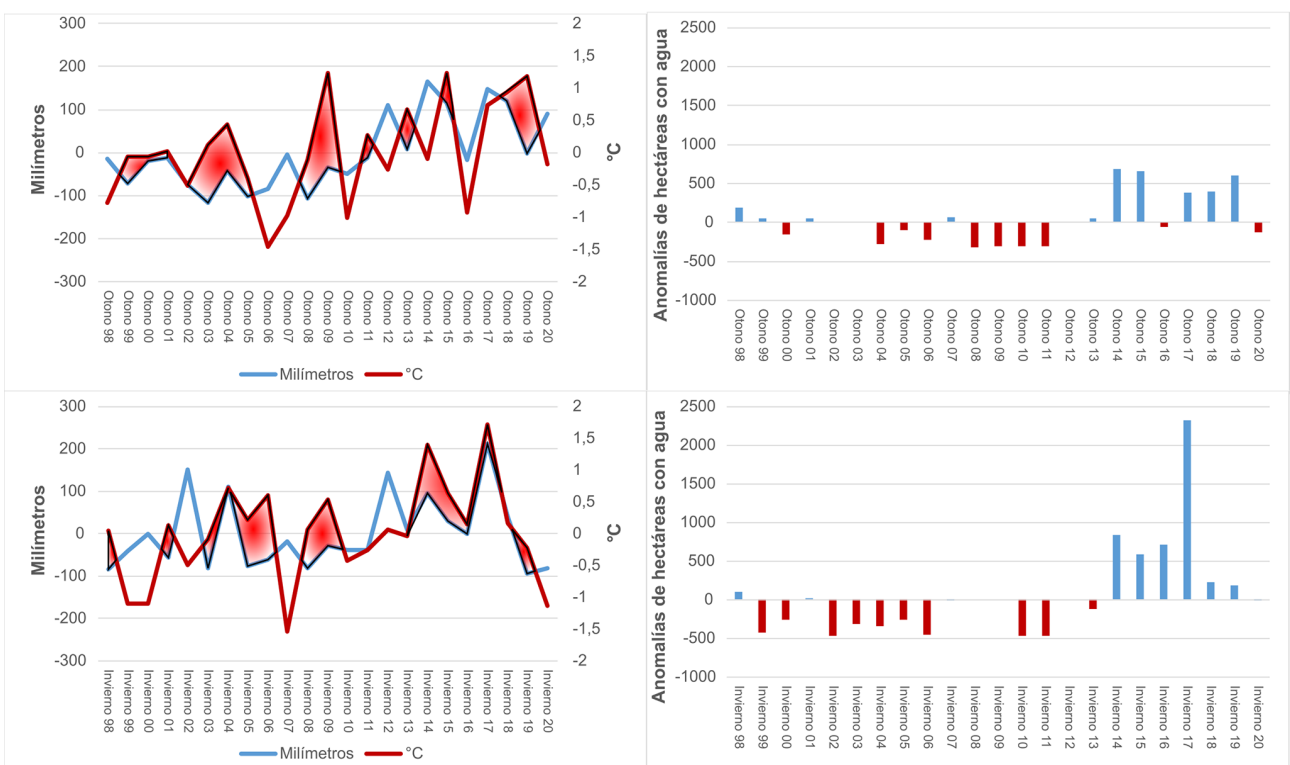 300
200
100
0
-100
-200
-300
Milímetros
2
1,5
1
0,5
0
-0,5
-1
-1,5
-2
°C
Otono 98
Otono 99
Otono 00
Otono 01
Otono 02
Otono 03
Otono 04
Otono 05
Otono 06
Otono 07
Otono 08
Otono 09
Otono 10
Otono 11
Otono 12
Otono 13
Otono 14
Otono 15
Otono 16
Otono 17
Otono 18
Otono 19
Otono 20
Milímetros °C
Anomalías de hectáreas con agua
2500
2000
1500
1000
500
0
-500
-1000
Otono 98
Otono 99
Otono 00
Otono 01
Otono 02
Otono 03
Otono 04
Otono 05
Otono 06
Otono 07
Otono 08
Otono 09
Otono 10
Otono 11
Otono 12
Otono 13
Otono 14
Otono 15
Otono 16
Otono 17
Otono 18
Otono 19
Otono 20
300
200
100
0
-100
-200
-300
Milímetros
2
1,5
1
0,5
0
-0,5
-1
-1,5
-2
°C
Invierno 98
Invierno 99
Invierno 00
Invierno 01
Invierno 02
Invierno 03
Invierno 04
Invierno 05
Invierno 06
Invierno 07
Invierno 08
Invierno 09
Invierno 10
Invierno 11
Invierno 12
Invierno 13
Invierno 14
Invierno 15
Invierno 16
Invierno 17
Invierno 18
Invierno 19
Invierno 20
Milímetros °C
Anomalías de hectáreas con agua
2500
2000
1500
1000
500
0
-500
-1000
Invierno 98
Invierno 99
Invierno 00
Invierno 01
Invierno 02
Invierno 03
Invierno 04
Invierno 05
Invierno 06
Invierno 07
Invierno 08
Invierno 09
Invierno 10
Invierno 11
Invierno 12
Invierno 13
Invierno 14
Invierno 15
Invierno 16
Invierno 17
Invierno 18
Invierno 19
Invierno 20